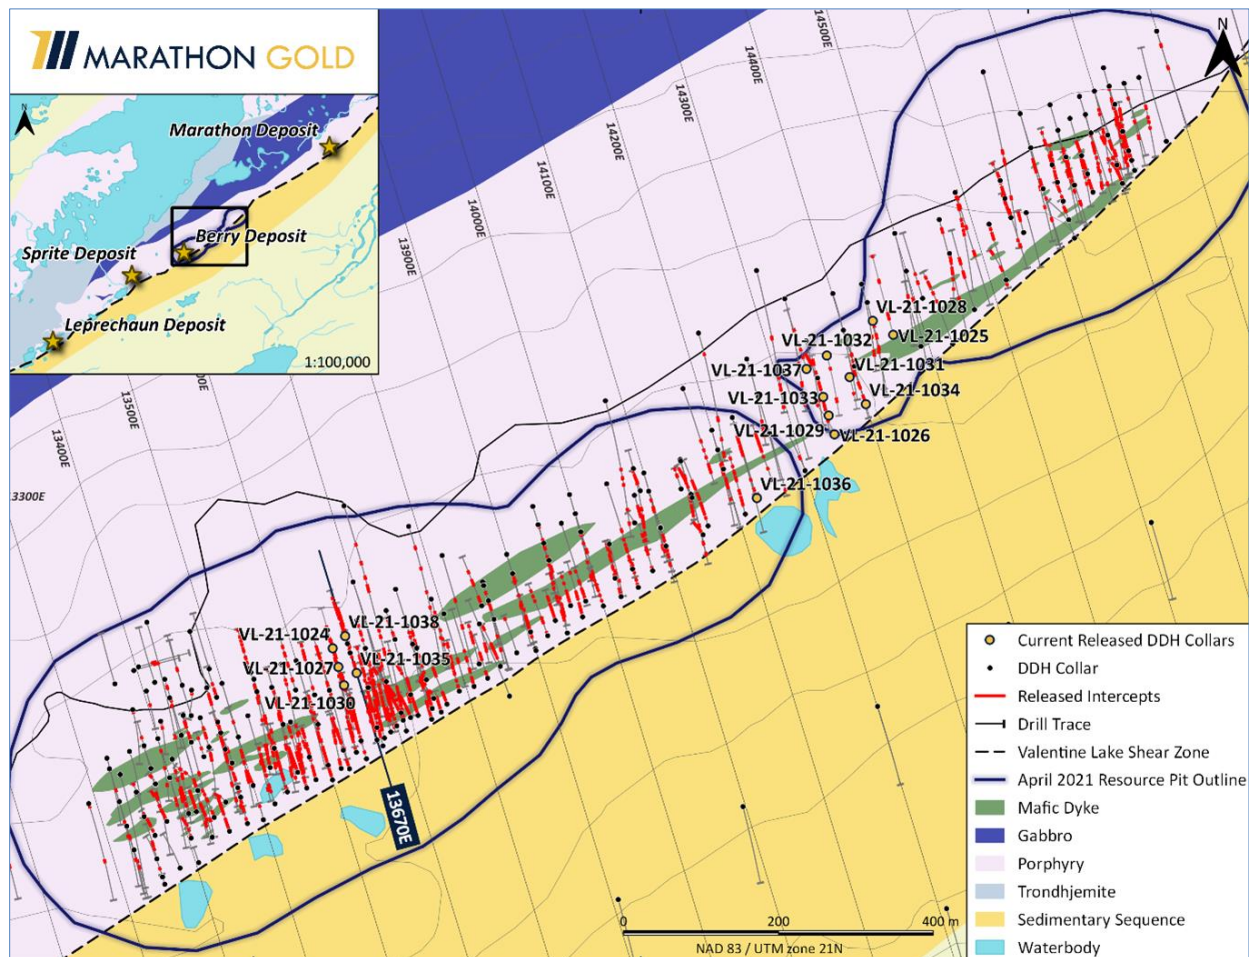 MARATHON GOLD
N
Marathon Deposit
Berry Deposit
Sprite Deposit
Leprechaun Deposit
1:100,000
N
14500E
14400E
14300E
14200E
14100E
14000E
13900E
13500E
13400E
3300E
VL-21-1028
VL-21-1025
VL-21-1032
VL-21-1031
VL-21-1037
VL-21-1034
VL-21-1033
VL-21-1029
VL-21-1026
VL-21-1036
VL-21-1038
VL-21-1024
VL-21-1035
VL-21-1027
VL-21-1030
13670E
Current Released DDH Collars
DDH Collar
Released Intercepts
Drill Trace
Valentine Lake Shear Zone
April 2021 Resource Pit Outline
Mafic Dyke
Gabbro
Porphyry
Trondhjemite
Sedimentary Sequence
Waterbody
0 200 400 m
NAD 83 / UTM zone 21N